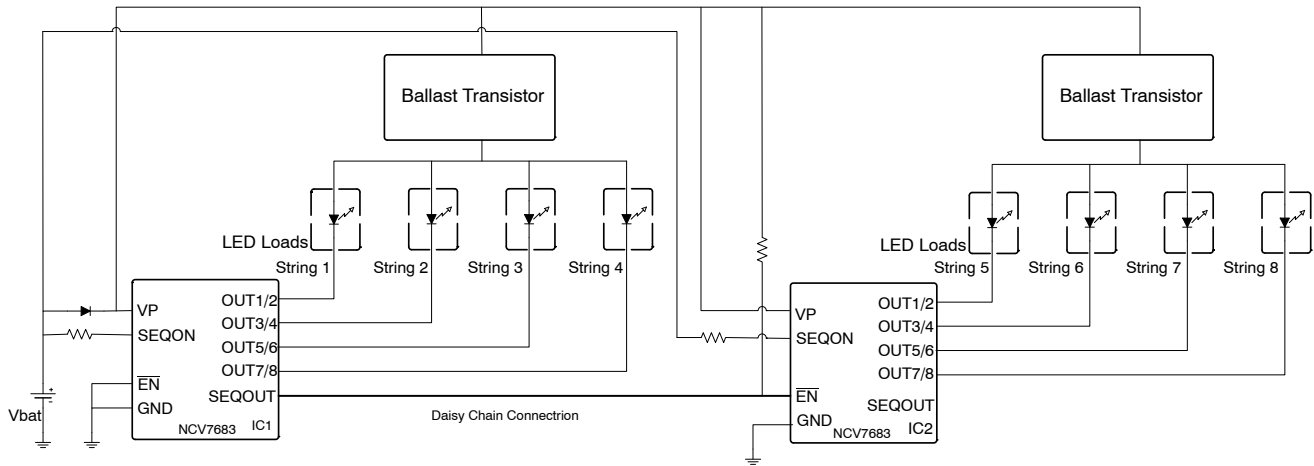 Ballast Transistor
Ballast Transistor
LED Loads
String 1
String 2
String 3
String 4
LED Loads
String 5
String 6
String 7
String 8
VP
SEQON
EN
GND
OUT1/2
OUT3/4
OUT5/6
OUT7/8
SEQOUT
NCV7683
IC1
Vbat
+
-
Daisy Chain Connectrion
VP
SEQON
EN
GND
OUT1/2
OUT3/4
OUT5/6
OUT7/8
SEQOUT
NCV7683
IC2